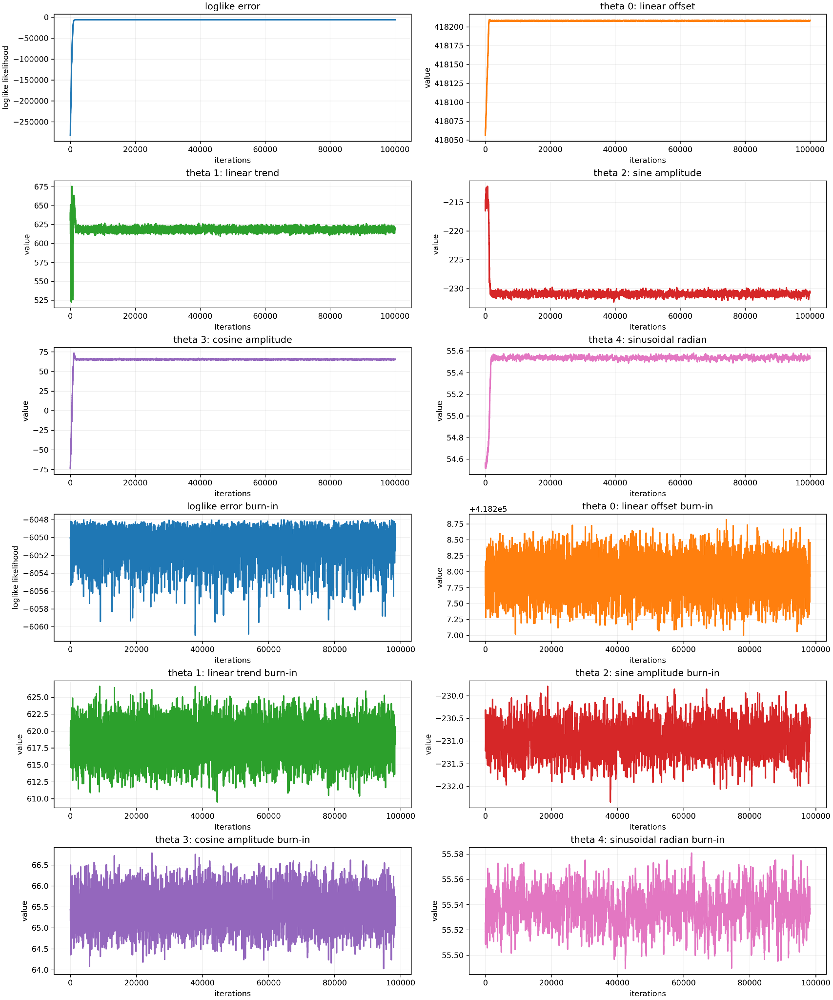 loglike error
loglike likelihood
0
−50000
−100000
−150000
−200000
−250000
0 20000 40000 60000 80000 100000
iterations
theta 0: linear offset
value
418200
418175
418150
418125
418100
418075
418050
0 20000 40000 60000 80000 100000
iterations
theta 1: linear trend
value
675
650
625
600
575
550
525
0 20000 40000 60000 80000 100000
iterations
theta 2: sine amplitude
value
−215
−220
−225
−230
0 20000 40000 60000 80000 100000
iterations
theta 3: cosine amplitude
value
75
50
25
0
−25
−50
−75
0 20000 40000 60000 80000 100000
iterations
theta 4: sinusoidal radian
value
55.6
55.4
55.2
55.0
54.8
54.6
0 20000 40000 60000 80000 100000
iterations
loglike error burn-in
loglike likelihood
−6048
−6050
−6052
−6054
−6056
−6058
−6060
0 20000 40000 60000 80000 100000
iterations
theta 0: linear offset burn-in
+4.182e5
value
8.75
8.50
8.25
8.00
7.75
7.50
7.25
7.00
0 20000 40000 60000 80000 100000
iterations
theta 1: linear trend burn-in
value
625.0
622.5
620.0
617.5
615.0
612.5
610.0
0 20000 40000 60000 80000 100000
iterations
theta 2: sine amplitude burn-in
value
−230.0
−230.5
−231.0
−231.5
−232.0
0 20000 40000 60000 80000 100000
iterations
theta 3: cosine amplitude burn-in
value
66.5
66.0
65.5
65.0
64.5
64.0
0 20000 40000 60000 80000 100000
iterations
theta 4: sinusoidal radian burn-in
value
55.58
55.56
55.54
55.52
55.50
0 20000 40000 60000 80000 100000
iterations